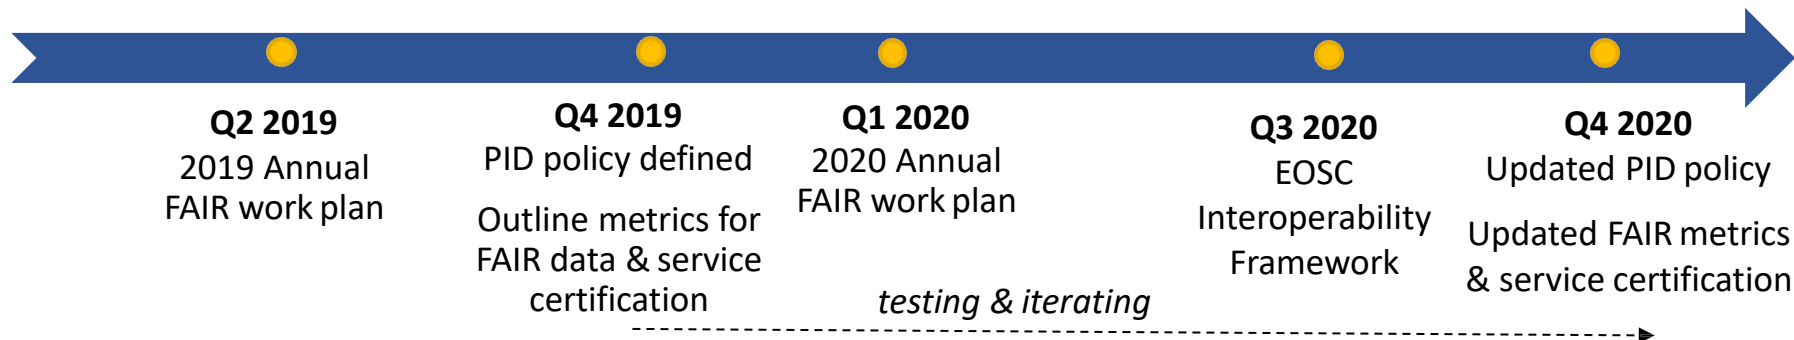 Q2 2019
2019 Annual
FAIR work plan
Q4 2019
PID policy defined
Outline metrics for
FAIR data & service
certification
Q1 2020
2020 Annual
FAIR work plan
testing & iterating
Q3 2020
EOSC
Interoperability
Framework
Q4 2020
Updated PID policy
Updated FAIR metrics
& service certification